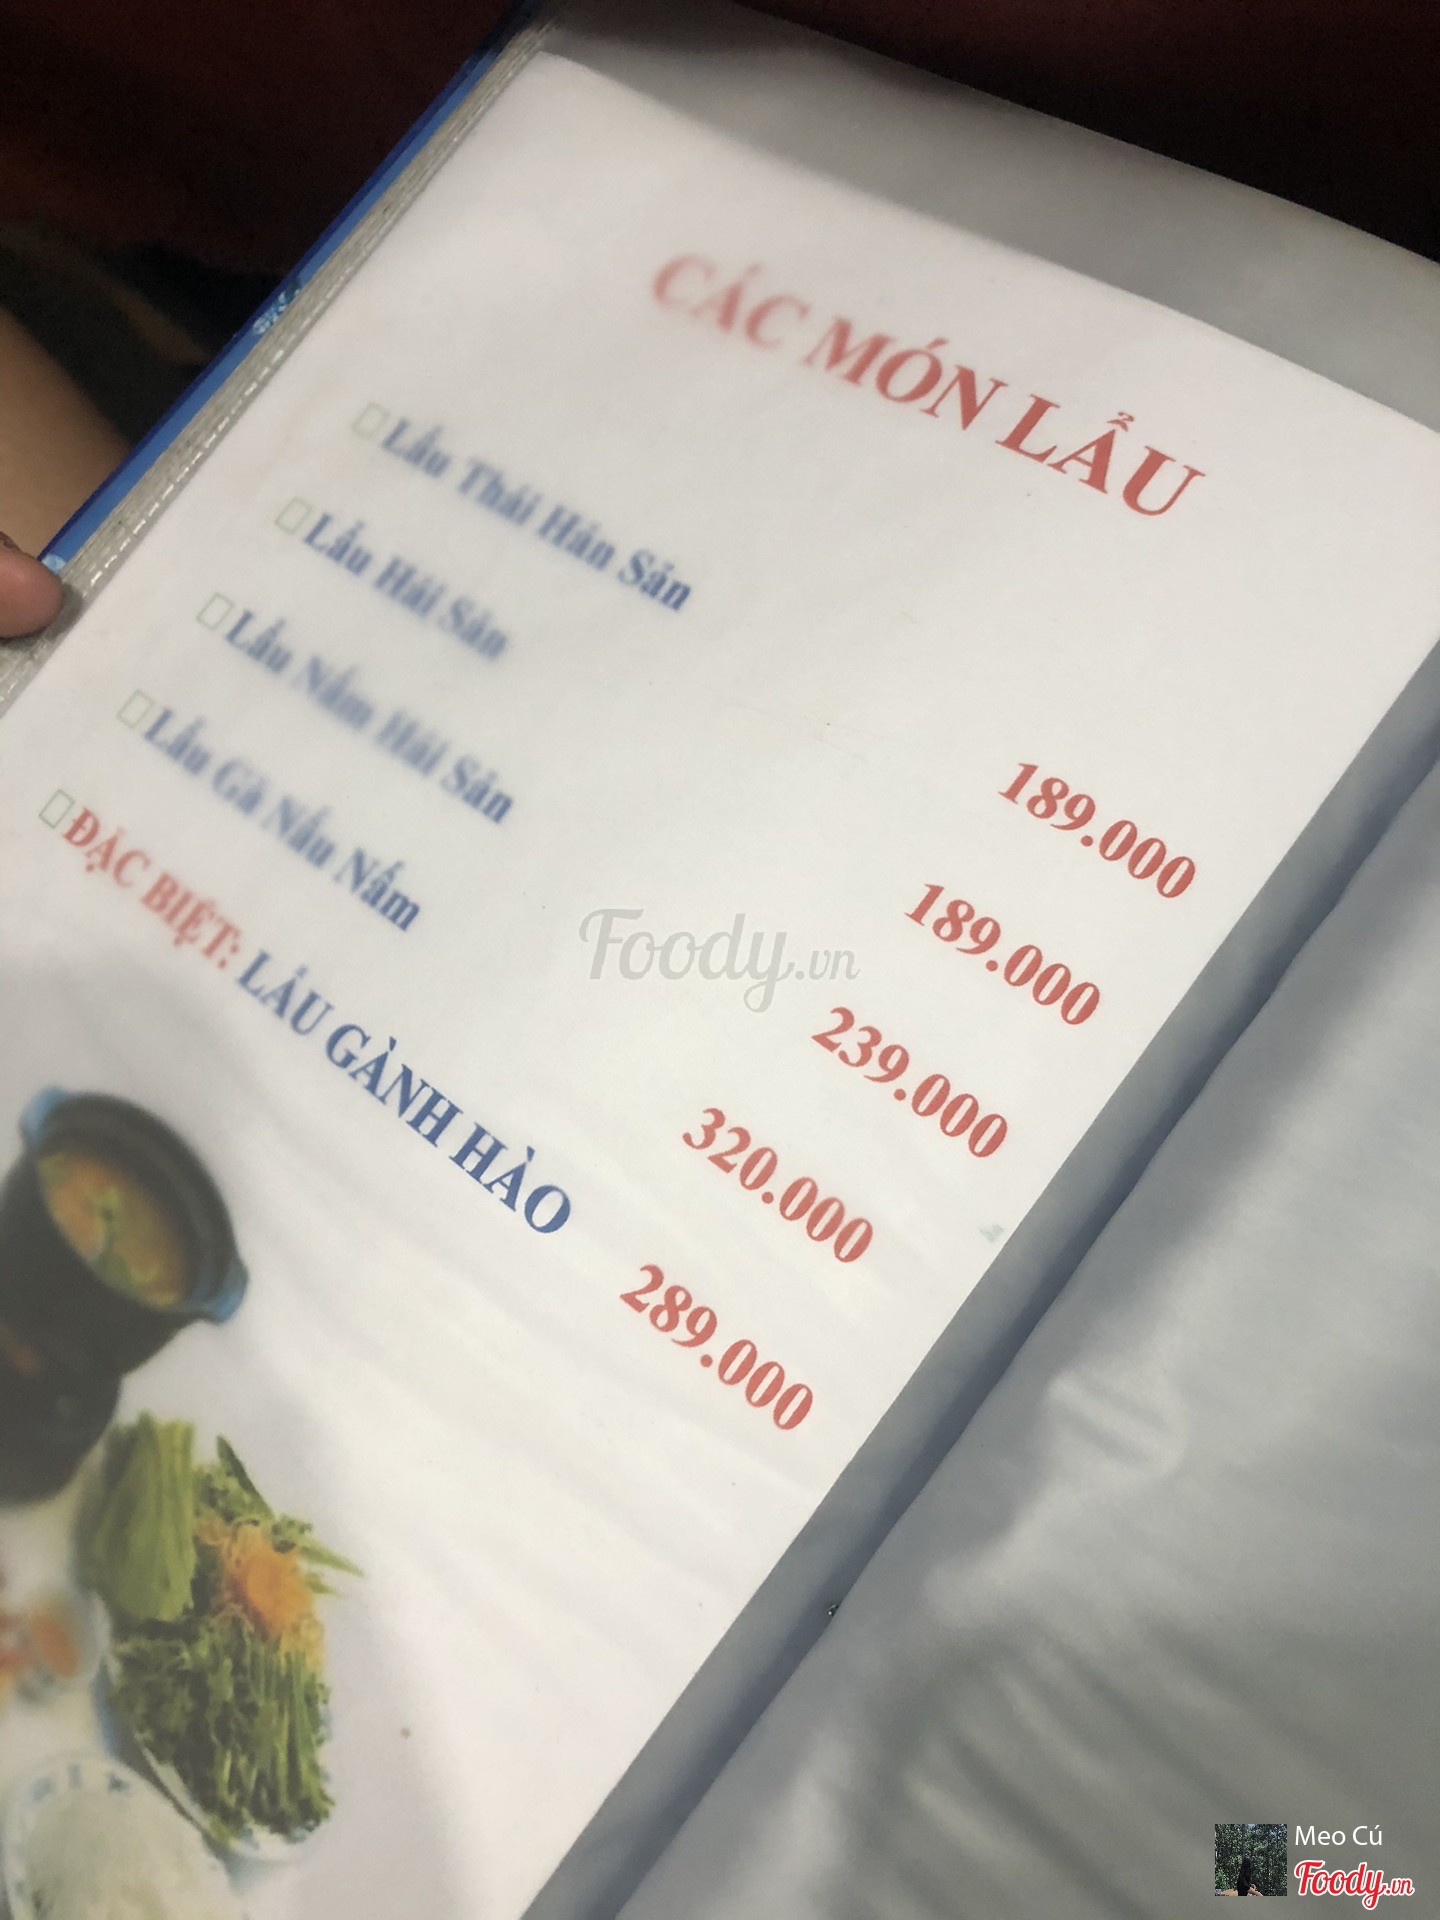 CÁC MÓN LẨU
Lẩu Thái Hản Sản 189.000
Lẩu Hải Sản 189.000
Lẩu Nấm Hải Sản 239.000
Lẩu Gà Nấu Nấm 320.000
ĐẶC BIỆT: LẨU GÀNH HÀO 289.000
Foody.vn
Meo Cú
Foody.vn